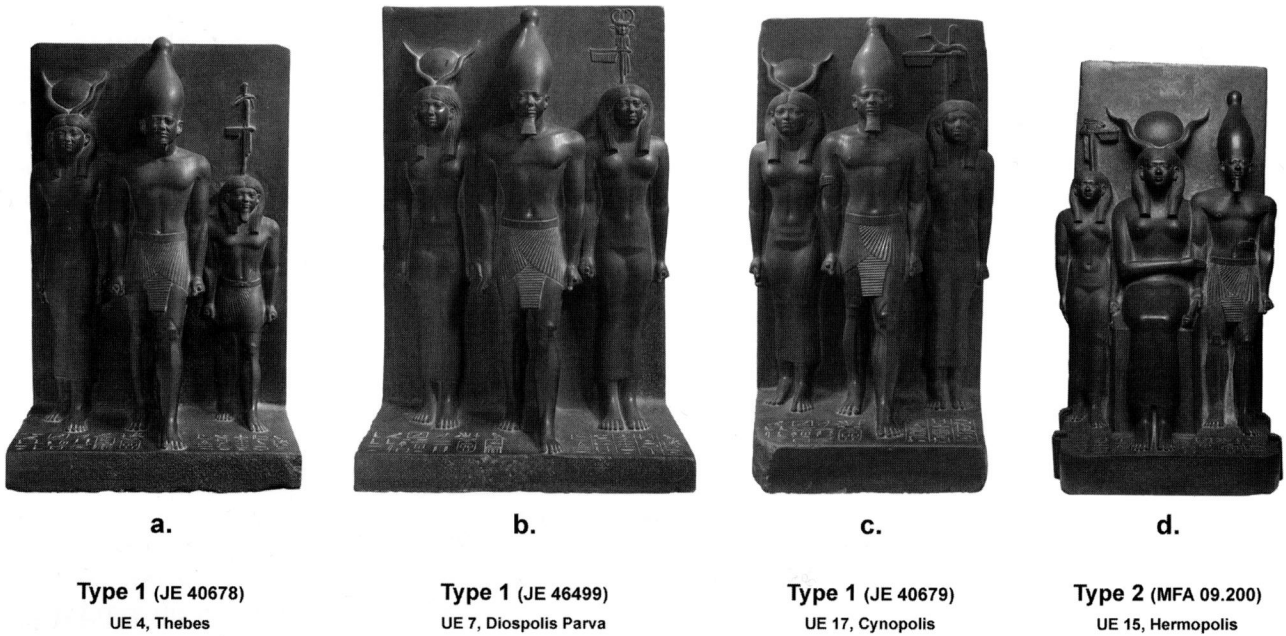 a.
b.
c.
d.
Type 1 (JE 40678)
UE 4, Thebes
Type 1 (JE 46499)
UE 7, Diospolis Parva
Type 1 (JE 40679)
UE 17, Cynopolis
Type 2 (MFA 09.200)
UE 15, Hermopolis